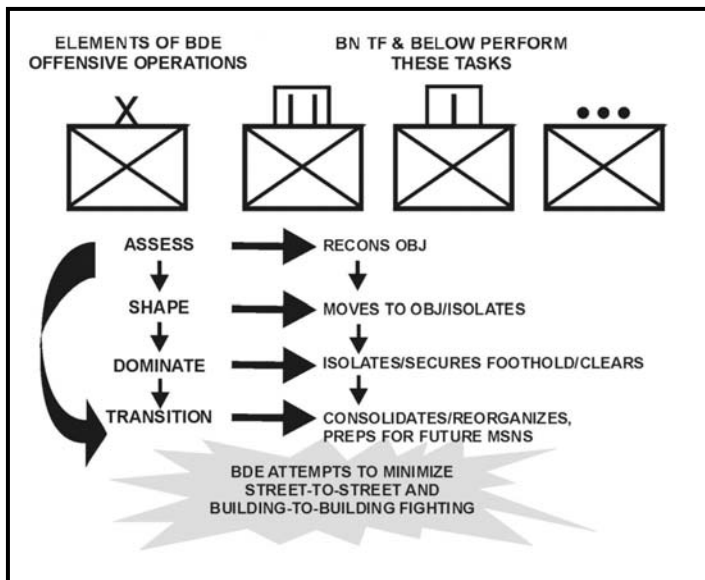 ELEMENTS OF BDE
OFFENSIVE OPERATIONS
BN TF & BELOW PERFORM
THESE TASKS
X
ASSESS
RECONS OBJ
SHAPE
MOVES TO OBJ/ISOLATES
DOMINATE
ISOLATES/SECURES FOOTHOLD/CLEARS
TRANSITION
CONSOLIDATES/REORGANIZES,
PREPS FOR FUTURE MSNS
BDE ATTEMPTS TO MINIMIZE
STREET-TO-STREET AND
BUILDING-TO-BUILDING FIGHTING